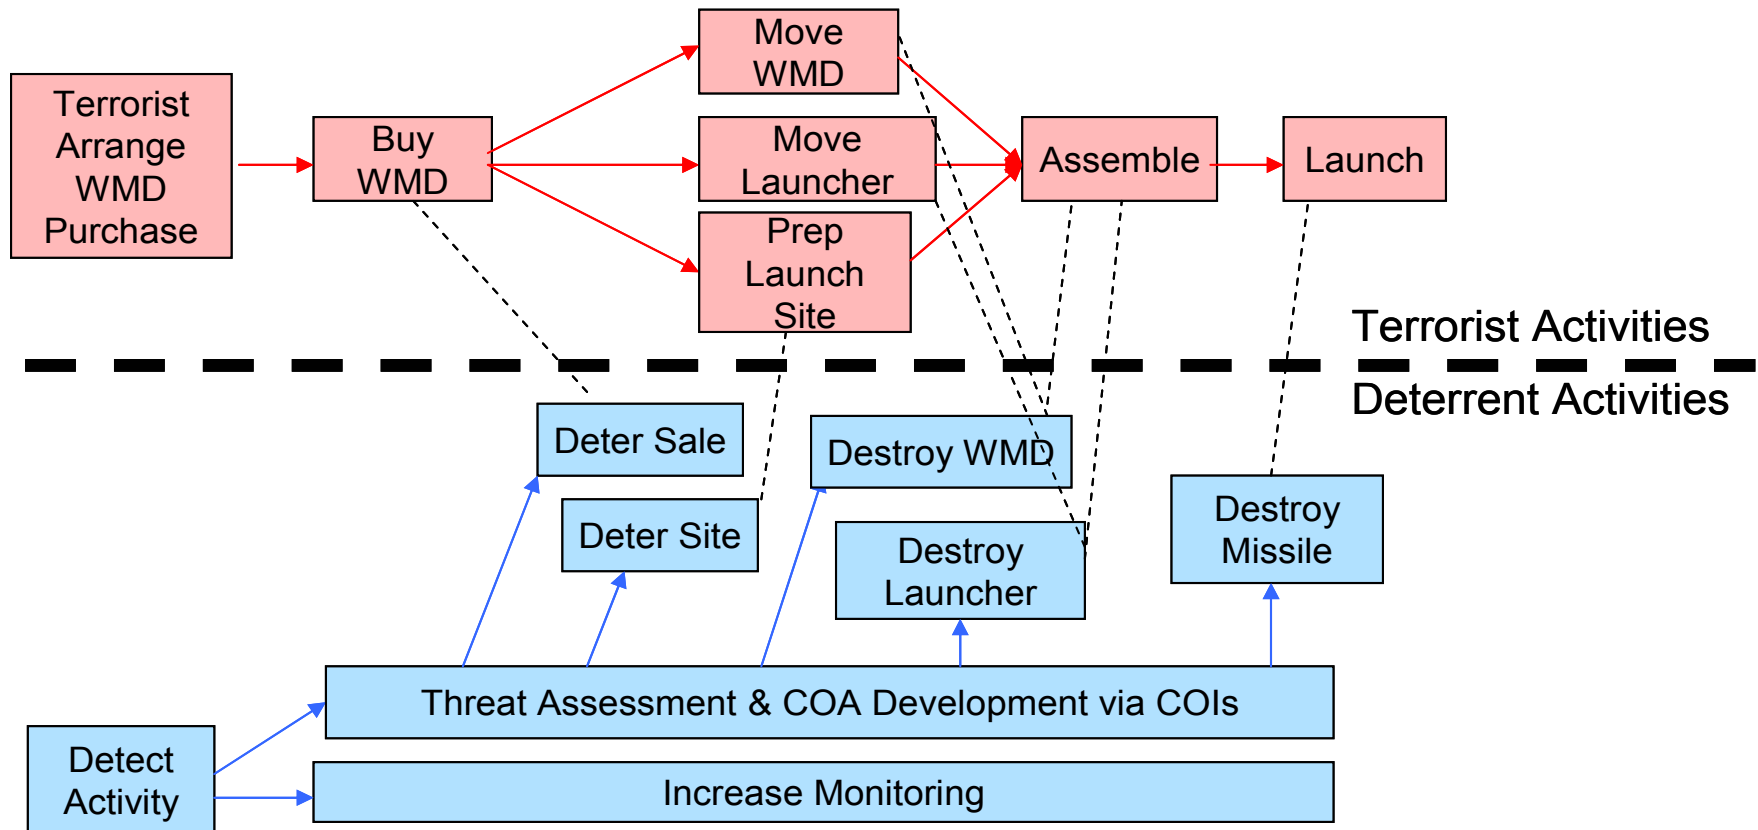 Terrorist
Arrange
WMD
Purchase
Buy
WMD
Move
WMD
Move
Launcher
Prep
Launch
Site
Assemble
Launch
Terrorist Activities
Deterrent Activities
Deter Sale
Deter Site
Destroy WMD
Destroy
Launcher
Destroy
Missile
Threat Assessment & COA Development via COIs
Detect
Activity
Increase Monitoring